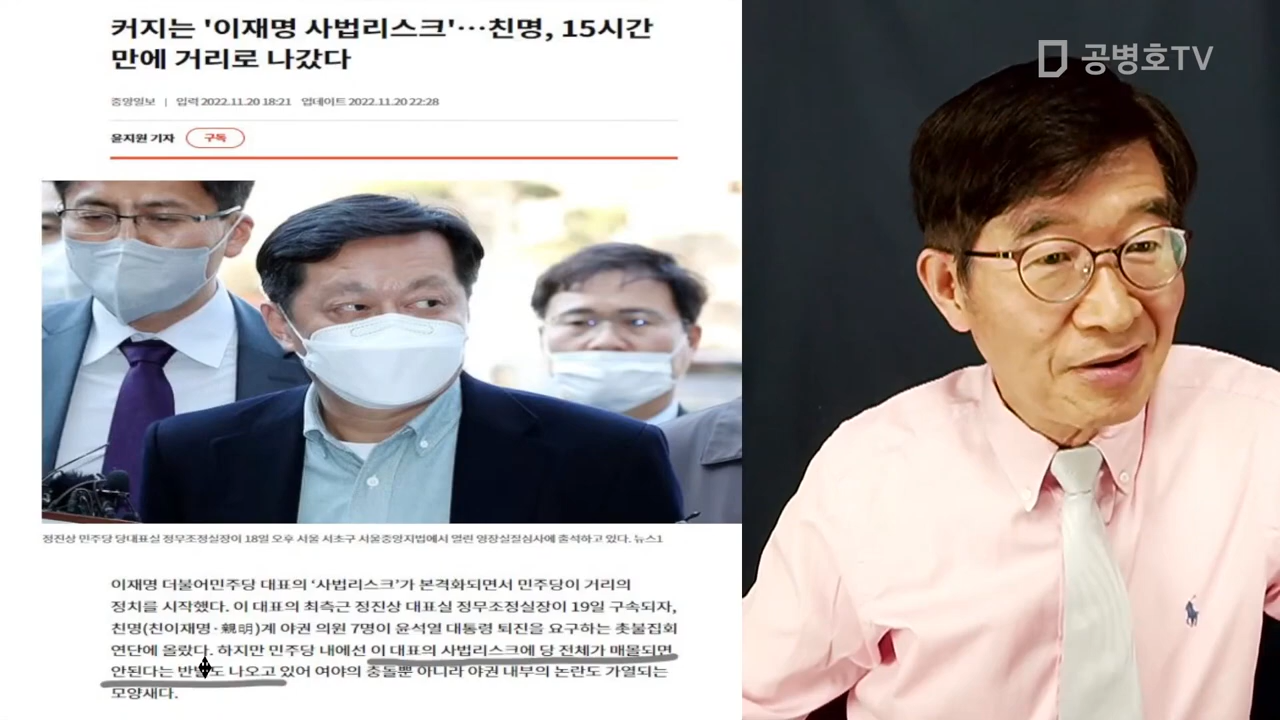 커지는 '이재명 사법리스크'…친명, 15시간
만에 거리로 나갔다
중앙일보 | 입력 2022.11.20 18:21 업데이트 2022.11.20 22:28
윤지원 기자 구독
정진상 민주당 당대표실 정무조정실장이 18일 오후 서울 서초구 서울중앙지법에서 열린 영장실질심사에 출석하고 있다. 뉴스1
이재명 더불어민주당 대표의 ‘사법리스크’가 본격화되면서 민주당이 거리의
정치를 시작했다. 이 대표의 최측근 정진상 대표실 정무조정실장이 19일 구속되자,
친명(친이재명·親明)계 야권 의원 7명이 윤석열 대통령 퇴진을 요구하는 촛불집회
연단에 올랐다. 하지만 민주당 내에선 이 대표의 사법리스크에 당 전체가 매몰되면
안된다는 반발도 나오고 있어 여야의 충돌뿐 아니라 야권 내부의 논란도 가열되는
모양새다.
공병호TV